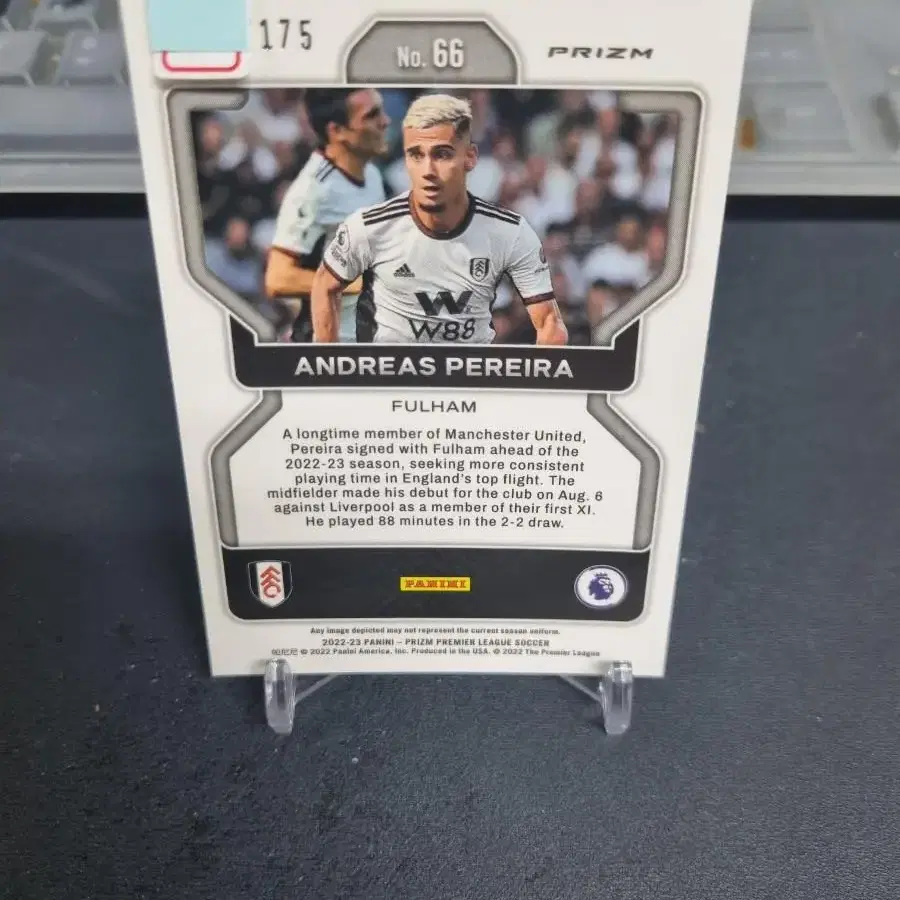 175
No. 66
PRIZM
W88
ANDREAS PEREIRA
FULHAM
A longtime member of Manchester United,
Pereira signed with Fulham ahead of the
2022-23 season, seeking more consistent
playing time in England's top flight. The
midfielder made his debut for the club on Aug. 6
against Liverpool as a member of their first XI.
He played 88 minutes in the 2-2 draw.
PANINI
Any image depicted may not represent the current season uniform.
2022-23 PANINI – PRIZM PREMIER LEAGUE SOCCER
帕尼尼 © 2022 Panini America, Inc. Produced in the USA. © 2022 The Premier League